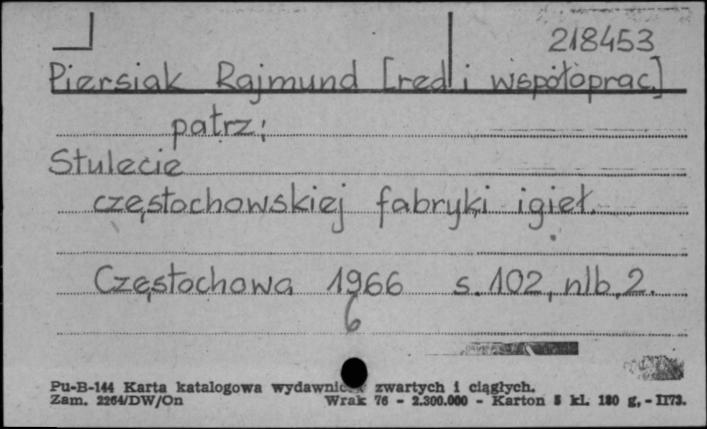 218453
Piersiak Rajmund [red. i współoprac.]
patrz:
Stulecie
częstochowskiej fabryki igieł.
Częstochowa 1966 s. 102, nlb. 2.
6
Pu-B-144 Karta katalogowa wydawnictw zwartych i ciągłych.
Zam. 2264/DW/On Wrak 76 - 2.300.000 - Karton 5 kl. 180 g. - II73.